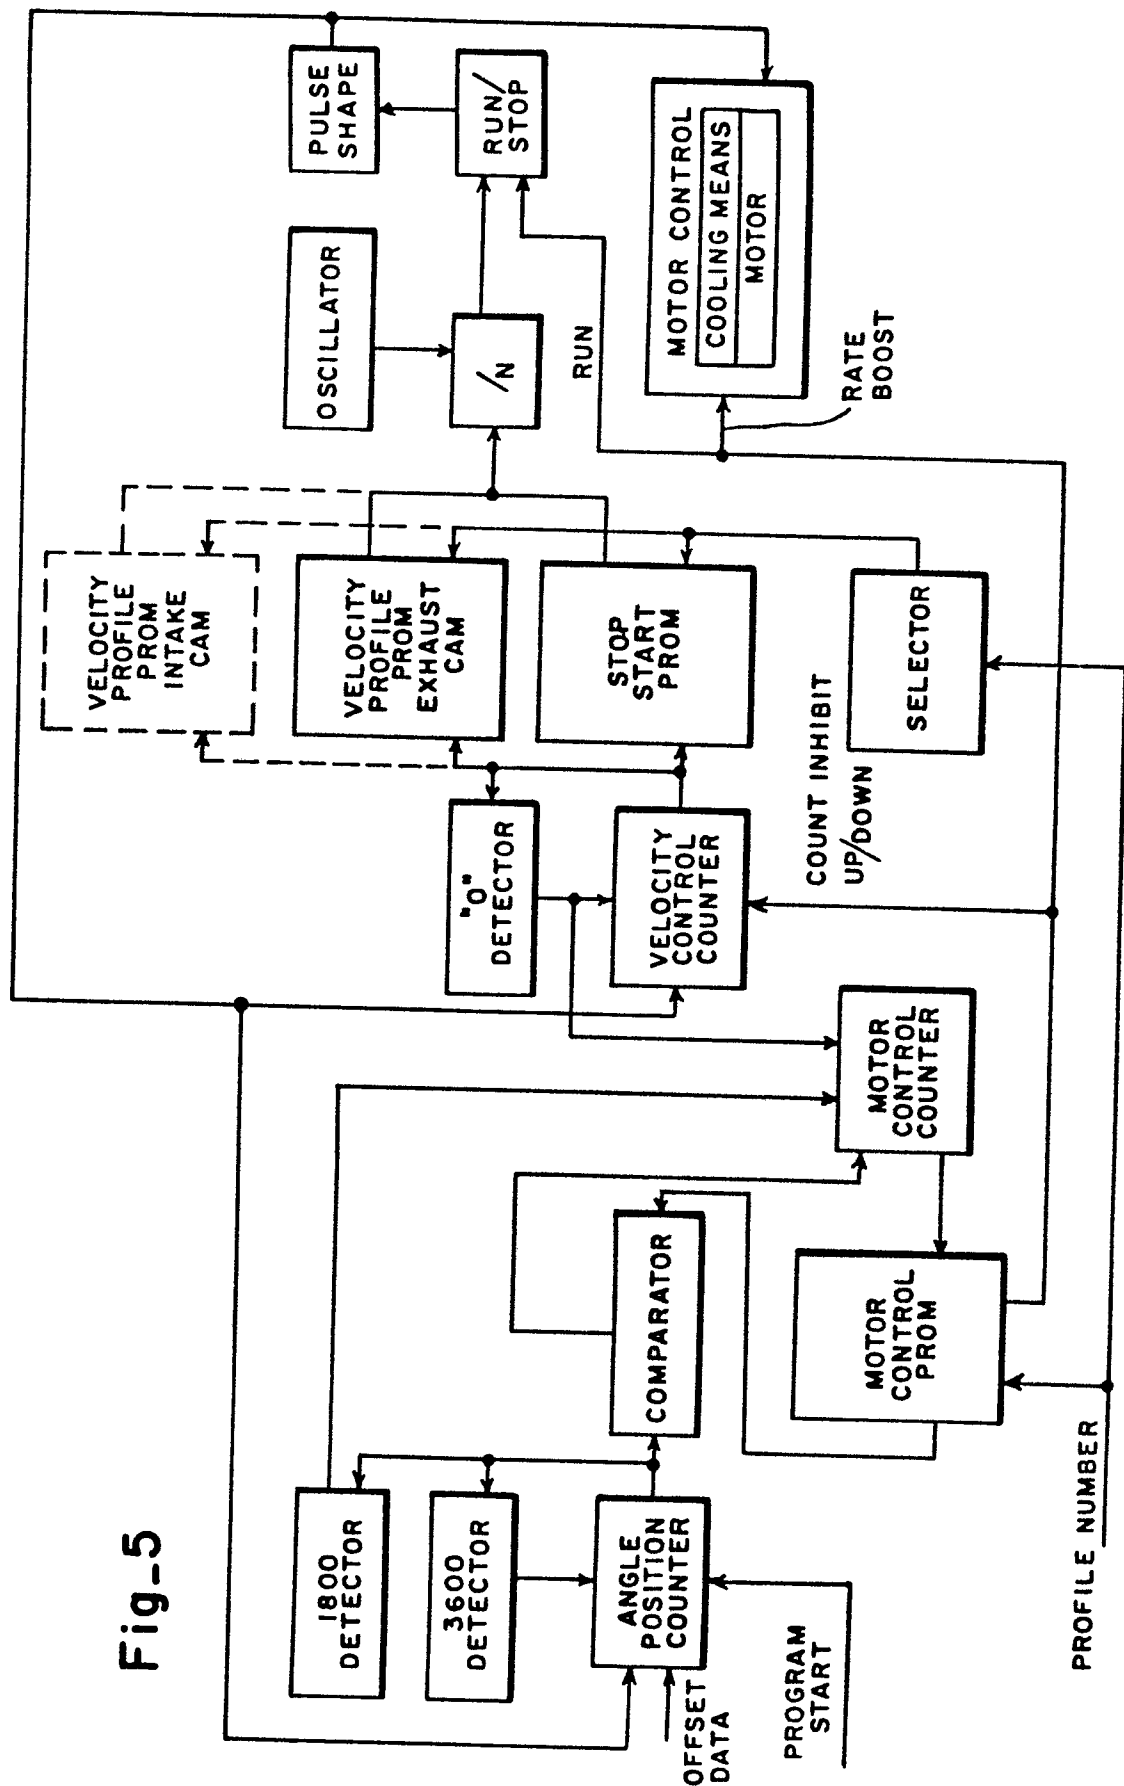 Fig_5
1800
DETECTOR
3600
DETECTOR
ANGLE
POSITION
COUNTER
OFFSET
DATA
PROGRAM
START
PROFILE NUMBER
COMPARATOR
MOTOR
CONTROL
PROM
MOTOR
CONTROL
COUNTER
"0"
DETECTOR
VELOCITY
CONTROL
COUNTER
COUNT INHIBIT
UP/DOWN
VELOCITY
PROFILE
PROM
INTAKE
CAM
VELOCITY
PROFILE
PROM
EXHAUST
CAM
STOP
START
PROM
SELECTOR
OSCILLATOR
/N
RUN
RATE
BOOST
PULSE
SHAPE
RUN/
STOP
MOTOR CONTROL
COOLING MEANS
MOTOR